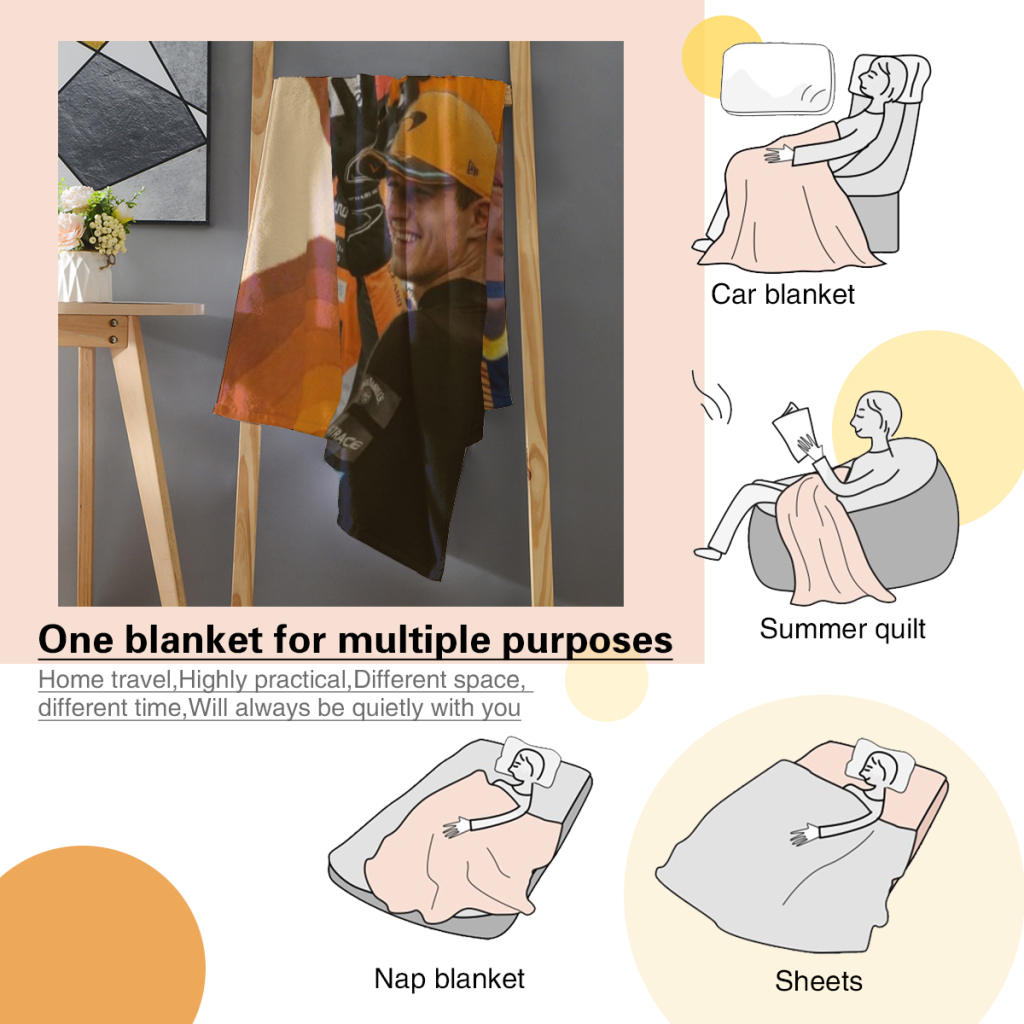 Car blanket
Summer quilt
One blanket for multiple purposes
Home travel,Highly practical,Different space,
different time,Will always be quietly with you
Nap blanket
Sheets